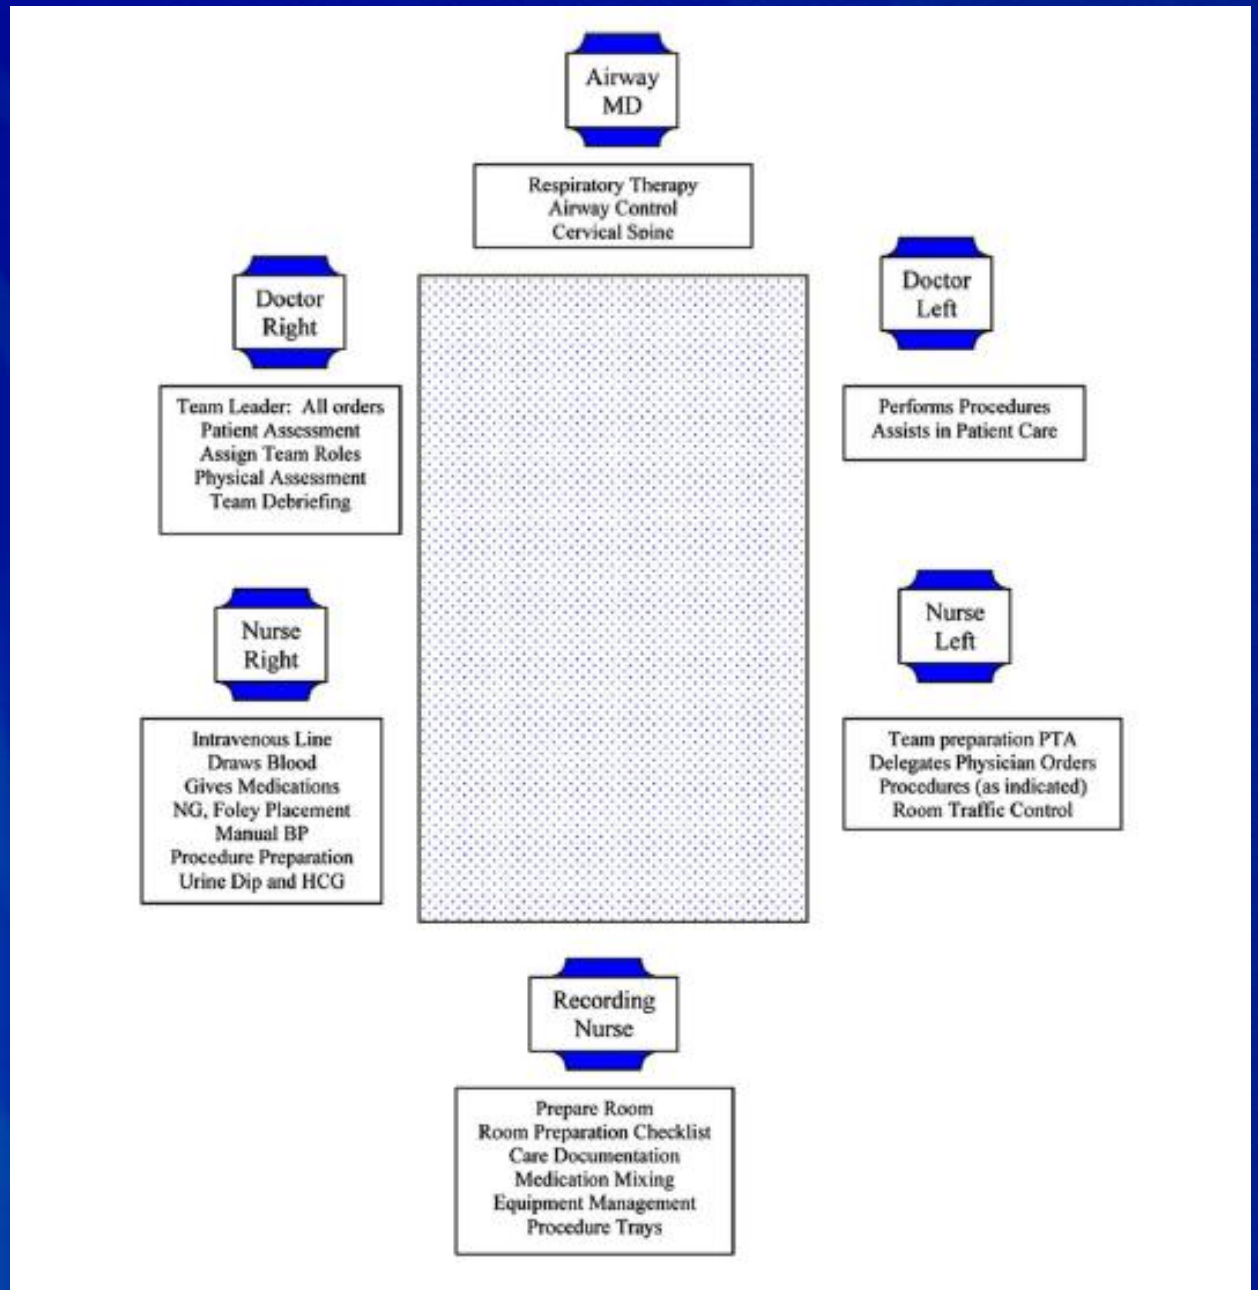 Airway
MD
Respiratory Therapy
Airway Control
Cervical Spine
Doctor
Right
Team Leader: All orders
Patient Assessment
Assign Team Roles
Physical Assessment
Team Debriefing
Doctor
Left
Performs Procedures
Assists in Patient Care
Nurse
Right
Intravenous Line
Draws Blood
Gives Medications
NG, Foley Placement
Manual BP
Procedure Preparation
Urine Dip and HCG
Nurse
Left
Team preparation PTA
Delegates Physician Orders
Procedures (as indicated)
Room Traffic Control
Recording
Nurse
Prepare Room
Room Preparation Checklist
Care Documentation
Medication Mixing
Equipment Management
Procedure Trays